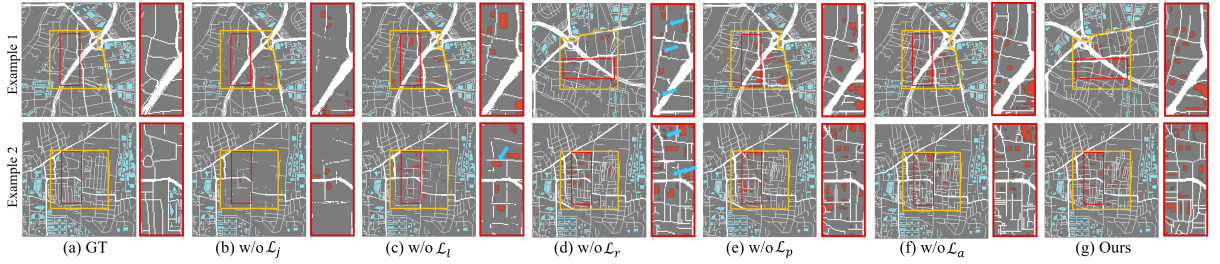 Example 1
Example 2
(a) GT (b) w/o ℒj (c) w/o ℒl (d) w/o ℒr (e) w/o ℒp (f) w/o ℒa (g) Ours